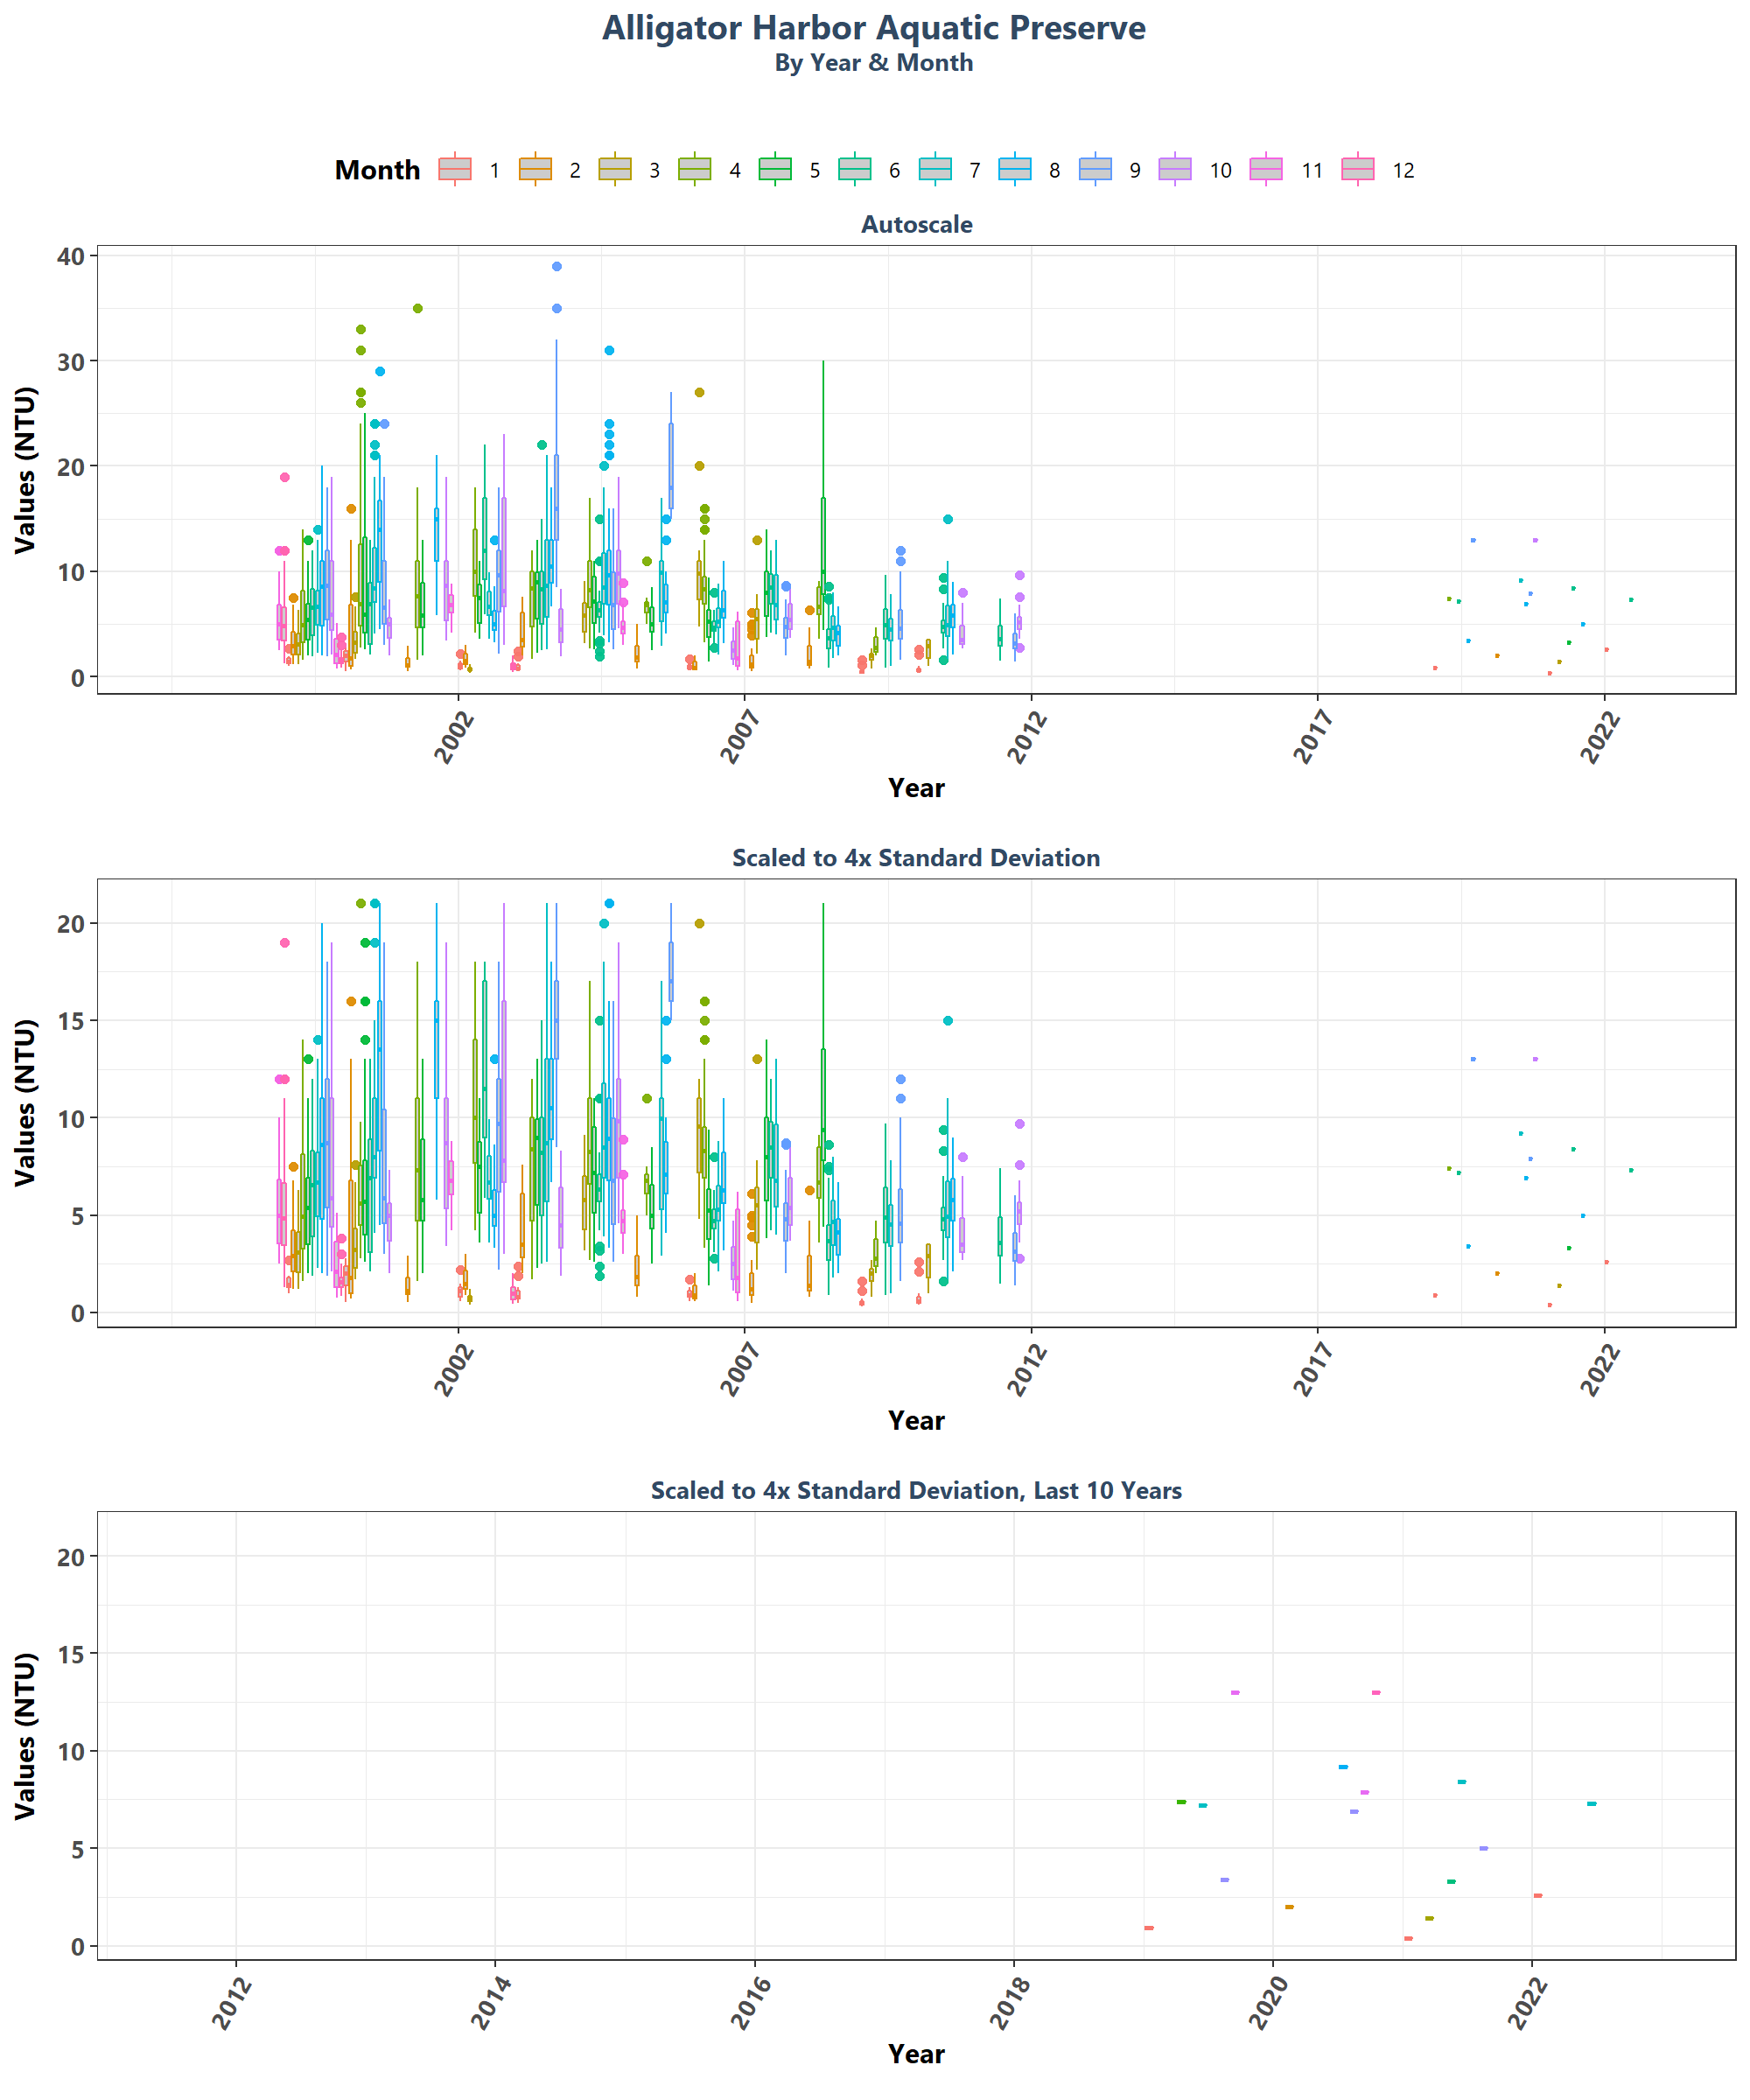 Alligator Harbor Aquatic Preserve
By Year & Month
Month 1 2 3 4 5 6 7 8 9 10 11 12
Autoscale
40
30
20
10
0
Values (NTU)
2002 2007 2012 2017 2022
Year
Scaled to 4x Standard Deviation
20
15
10
5
0
Values (NTU)
2002 2007 2012 2017 2022
Year
Scaled to 4x Standard Deviation, Last 10 Years
20
15
10
5
0
Values (NTU)
2012 2014 2016 2018 2020 2022
Year